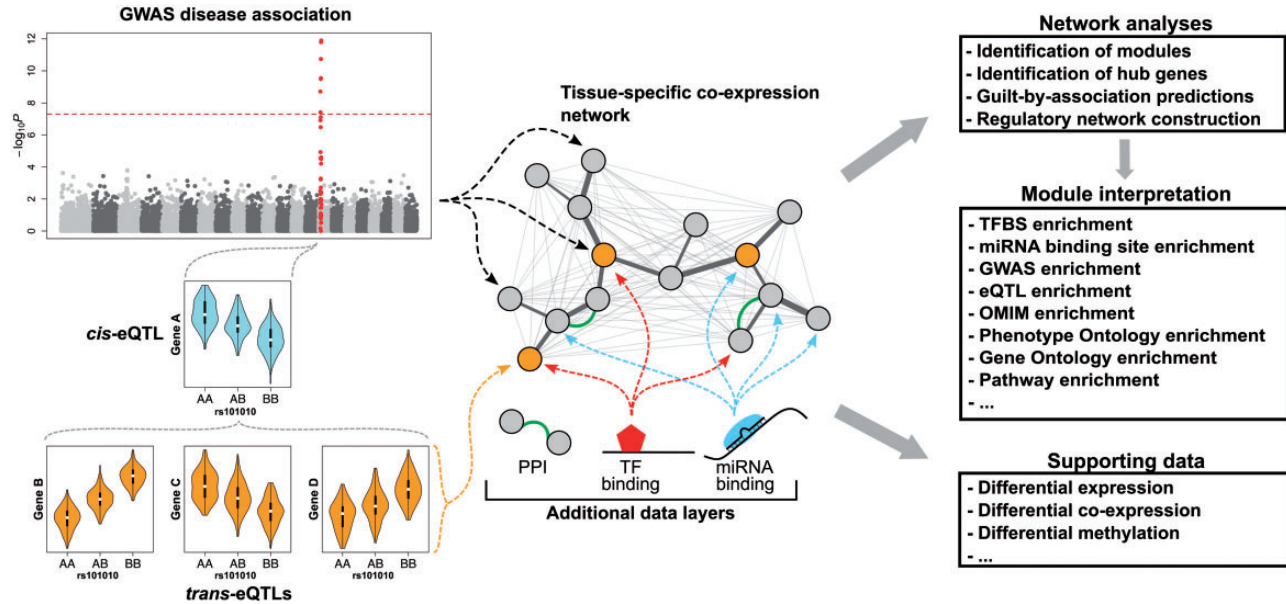 GWAS disease association
12
10
8
6
4
2
0
−log10P
cis-eQTL
Gene A
AA AB BB
rs101010
Gene B
AA AB BB
rs101010
Gene C
AA AB BB
rs101010
Gene D
AA AB BB
rs101010
trans-eQTLs
Tissue-specific co-expression
network
PPI
TF
binding
miRNA
binding
Additional data layers
Network analyses
- Identification of modules
- Identification of hub genes
- Guilt-by-association predictions
- Regulatory network construction
Module interpretation
- TFBS enrichment
- miRNA binding site enrichment
- GWAS enrichment
- eQTL enrichment
- OMIM enrichment
- Phenotype Ontology enrichment
- Gene Ontology enrichment
- Pathway enrichment
- ...
Supporting data
- Differential expression
- Differential co-expression
- Differential methylation
- ...